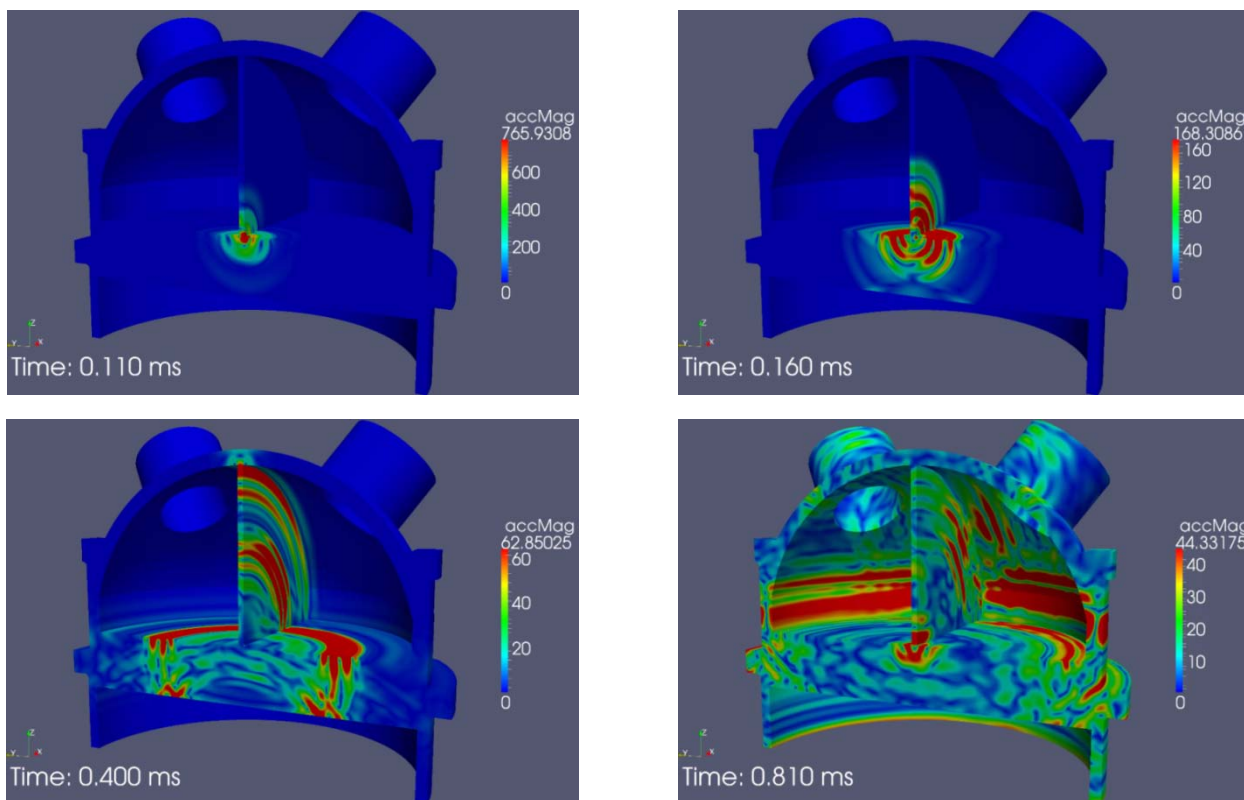 accMag
765.9308
600
400
200
0
Z
Y
X
Time: 0.110 ms
accMag
168.3086
160
120
80
40
0
Z
Y
X
Time: 0.160 ms
accMag
62.85025
60
40
20
0
Z
Y
X
Time: 0.400 ms
accMag
44.33175
40
30
20
10
0
Z
Y
X
Time: 0.810 ms